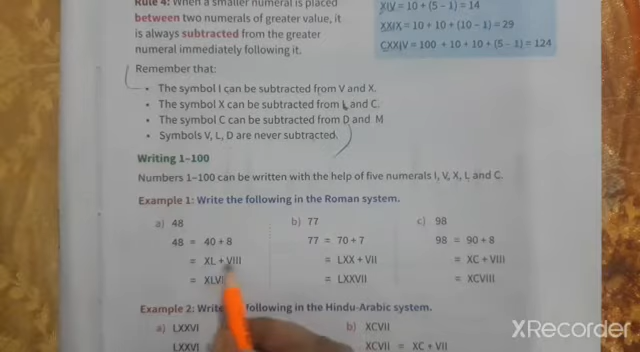 Rule 4: When a smaller numeral is placed
between two numerals of greater value, it
is always subtracted from the greater
numeral immediately following it.
XIV = 10 + (5 − 1) = 14
XXIX = 10 + 10 + (10 − 1) = 29
CXXIV = 100 + 10 + 10 + (5 − 1) = 124
Remember that:
• The symbol I can be subtracted from V and X.
• The symbol X can be subtracted from L and C.
• The symbol C can be subtracted from D and M
• Symbols V, L, D are never subtracted.
Writing 1–100
Numbers 1–100 can be written with the help of five numerals I, V, X, L and C.
Example 1: Write the following in the Roman system.
a) 48 b) 77 c) 98
48 = 40 + 8 77 = 70 + 7 98 = 90 + 8
= XL + VIII = LXX + VII = XC + VIII
= XLVI = LXXVII = XCVIII
Example 2: Write following in the Hindu-Arabic system.
a) LXXVI b) XCVII
LXXVI XCVII = XC + VII
XRecorder